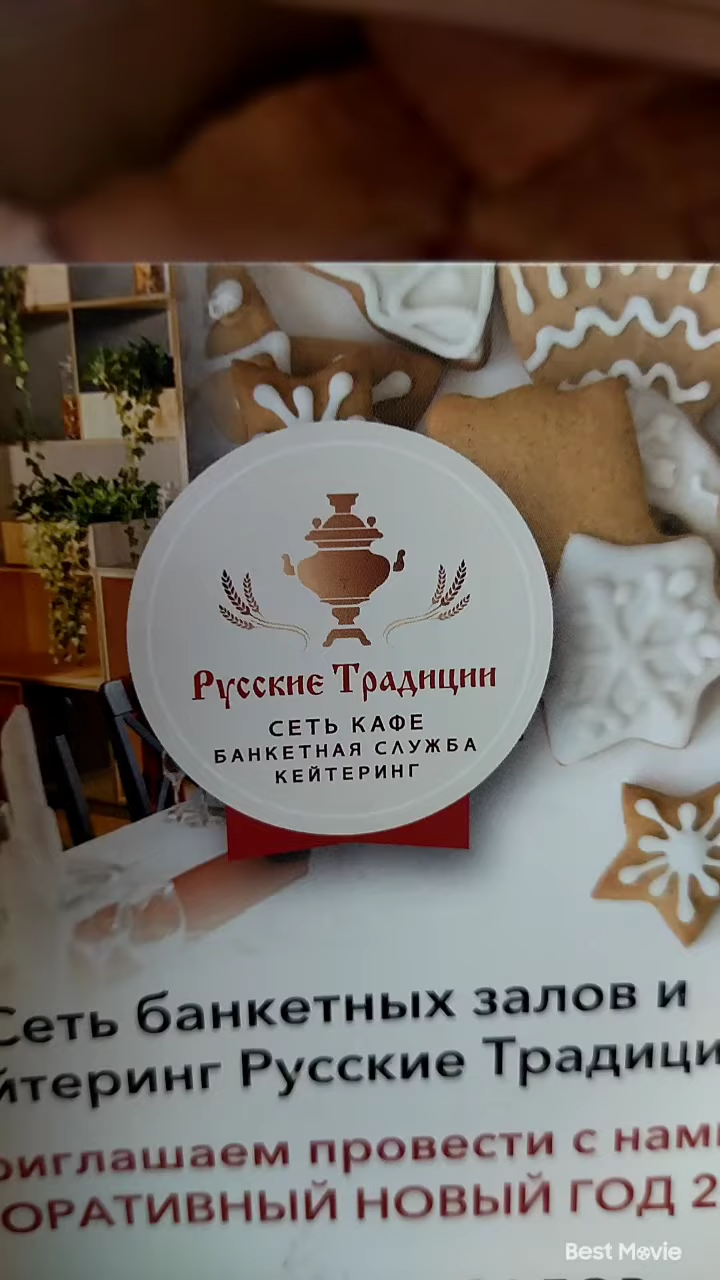 Русские Традиции
СЕТЬ КАФЕ
БАНКЕТНАЯ СЛУЖБА
КЕЙТЕРИНГ
Сеть банкетных залов и
йтеринг Русские Традици
риглашаем провести с нами
ОРАТИВНЫЙ НОВЫЙ ГОД 2
Best Movie